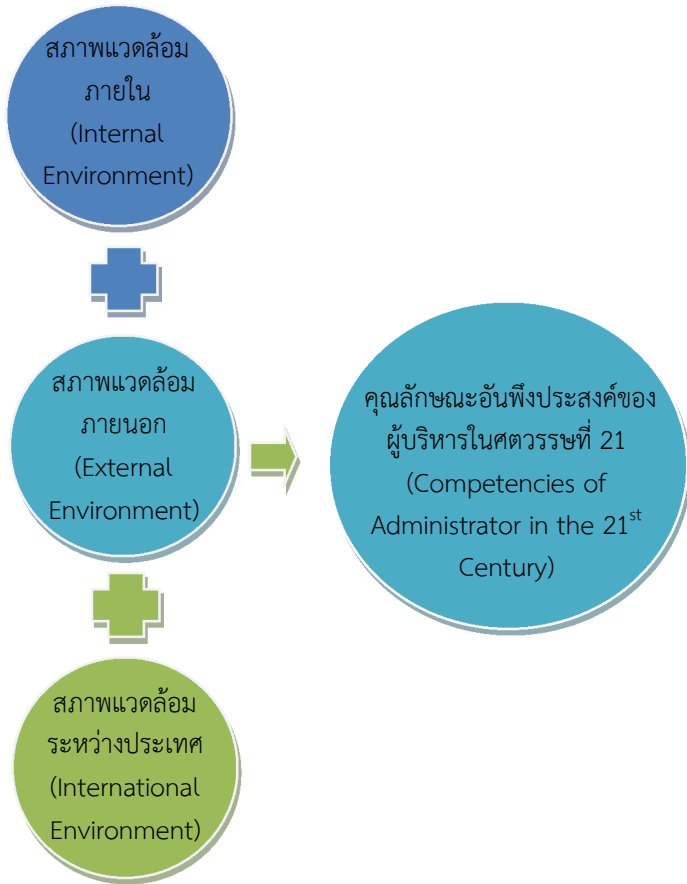 สภาพแวดล้อม
ภายใน
(Internal
Environment)
สภาพแวดล้อม
ภายนอก
(External
Environment)
คุณลักษณะอันพึงประสงค์ของ
ผู้บริหารในศตวรรษที่ 21
(Competencies of
Administrator in the 21st
Century)
สภาพแวดล้อม
ระหว่างประเทศ
(International
Environment)